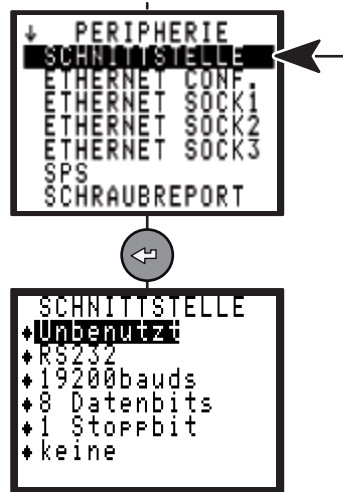 ↓ PERIPHERIE
SCHNITTSTELLE
ETHERNET CONF.
ETHERNET SOCK1
ETHERNET SOCK2
ETHERNET SOCK3
SPS
SCHRAUBREPORT
SCHNITTSTELLE
♦Unbenutzt
♦RS232
♦19200bauds
♦8 Datenbits
♦1 Stoppbit
♦keine